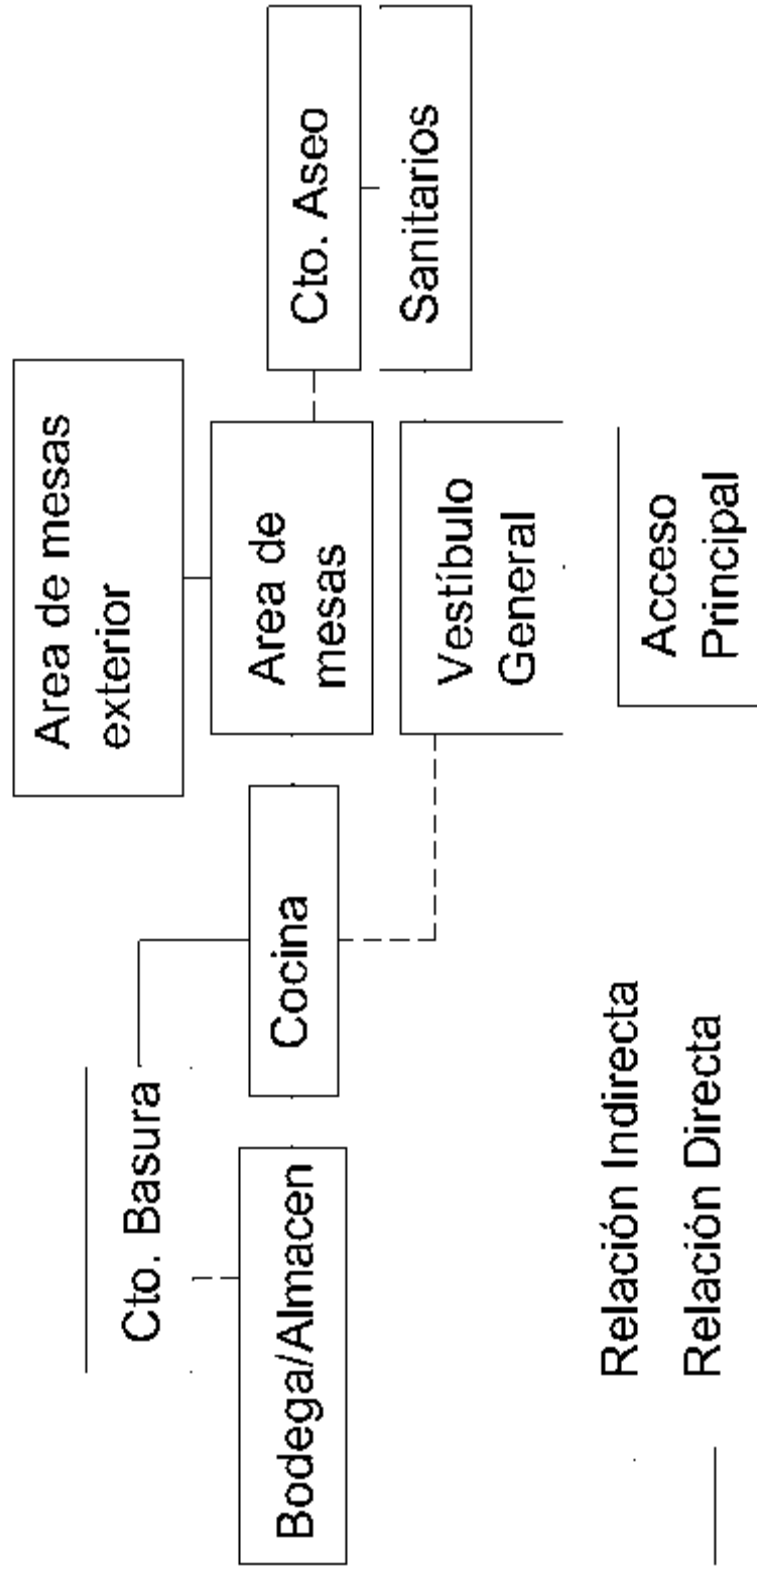 Area de mesas
exterior
Cto. Basura
Cto. Aseo
Bodega/Almacen
Cocina
Area de
mesas
Sanitarios
Vestíbulo
General
Acceso
Principal
Relación Indirecta
Relación Directa